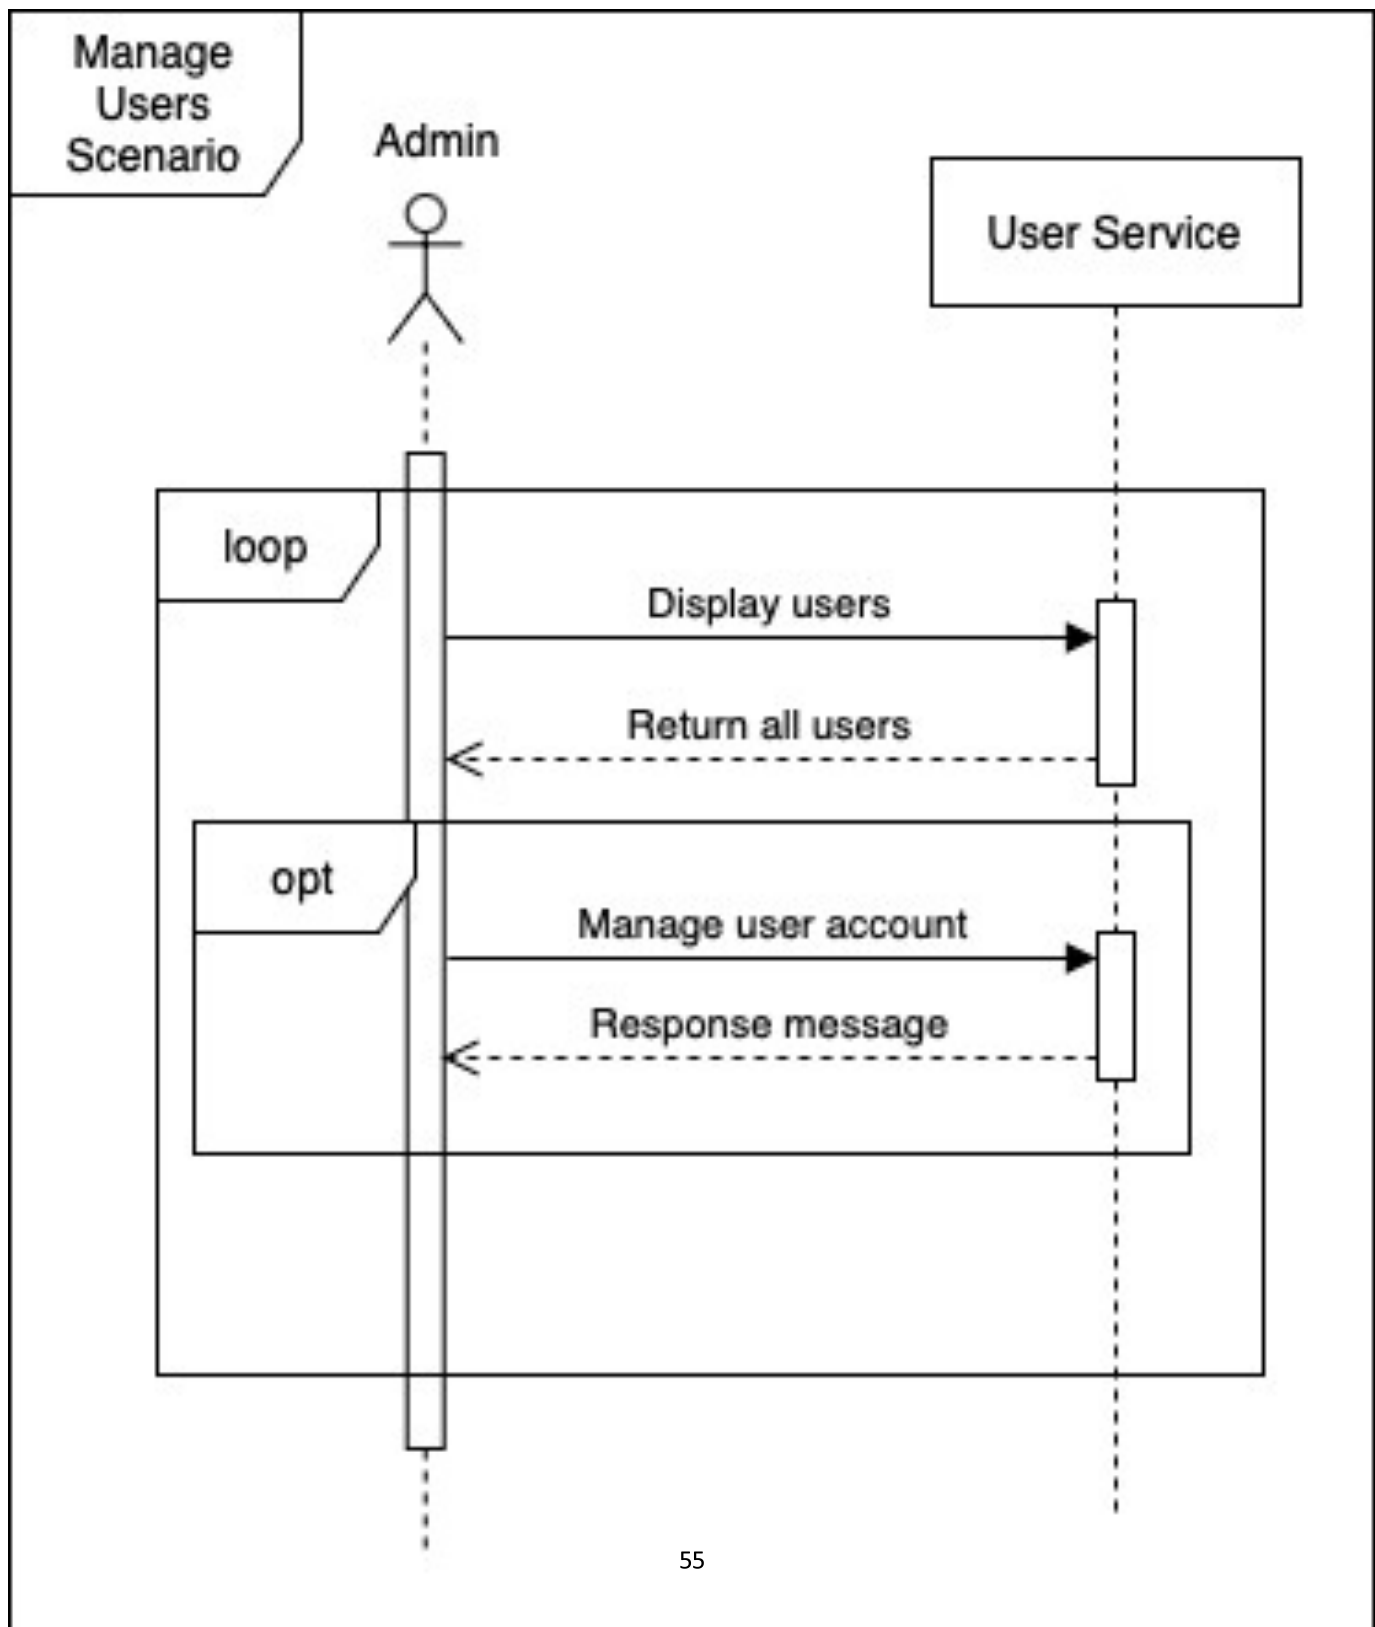 Manage
Users
Scenario
Admin
User Service
loop
Display users
Return all users
opt
Manage user account
Response message
55